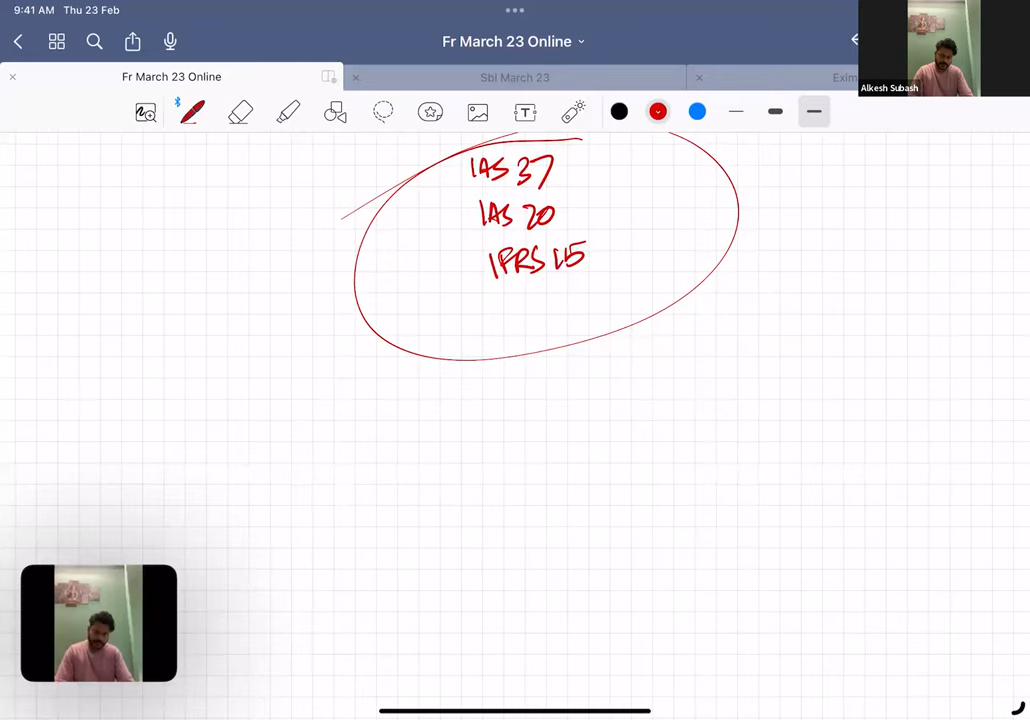 9:41 AM Thu 23 Feb
Fr March 23 Online
Fr March 23 Online
Sbl March 23
Exim
Alkesh Subash
T
IAS 37
IAS 20
IFRS 15